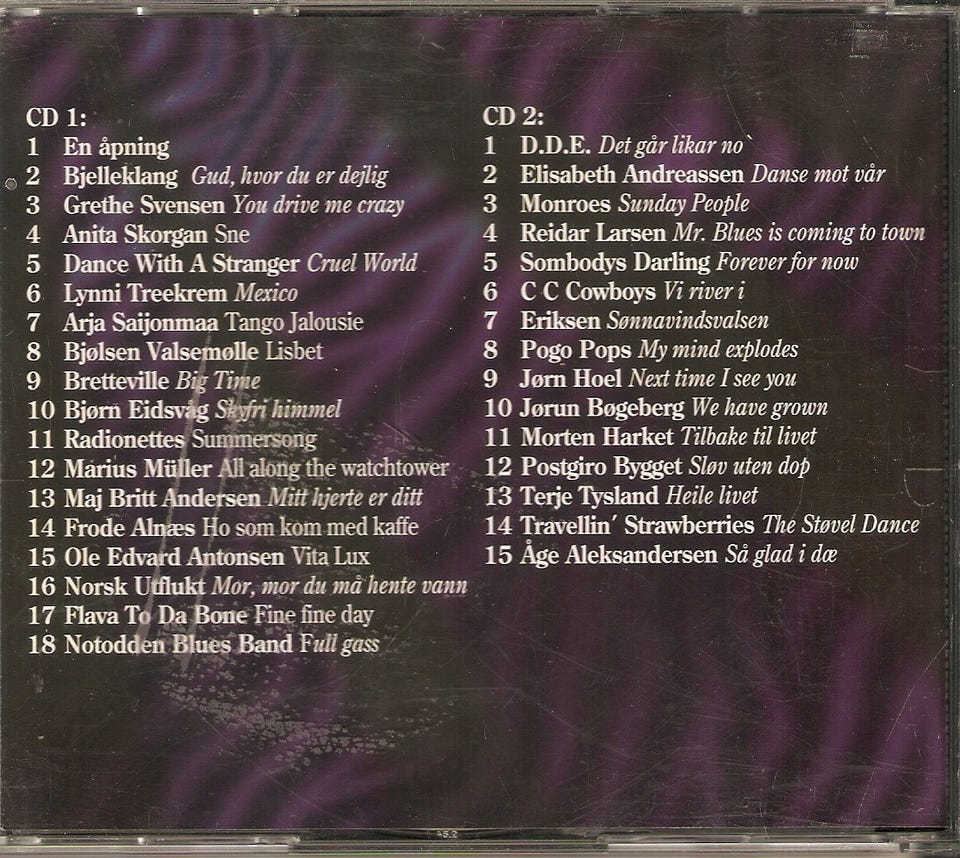 CD 1:
1 En åpning
2 Bjelleklang Gud, hvor du er dejlig
3 Grethe Svensen You drive me crazy
4 Anita Skorgan Sne
5 Dance With A Stranger Cruel World
6 Lynni Treekrem Mexico
7 Arja Saijonmaa Tango Jalousie
8 Bjølsen Valsemølle Lisbet
9 Bretteville Big Time
10 Bjørn Eidsvåg Skyfri himmel
11 Radionettes Summersong
12 Marius Müller All along the watchtower
13 Maj Britt Andersen Mitt hjerte er ditt
14 Frode Alnæs Ho som kom med kaffe
15 Ole Edvard Antonsen Vita Lux
16 Norsk Utflukt Mor, mor du må hente vann
17 Flava To Da Bone Fine fine day
18 Notodden Blues Band Full gass
CD 2:
1 D.D.E. Det går likar no`
2 Elisabeth Andreassen Danse mot vår
3 Monroes Sunday People
4 Reidar Larsen Mr. Blues is coming to town
5 Sombodys Darling Forever for now
6 C C Cowboys Vi river i
7 Eriksen Sønnavindsvalsen
8 Pogo Pops My mind explodes
9 Jørn Hoel Next time I see you
10 Jørun Bøgeberg We have grown
11 Morten Harket Tilbake til livet
12 Postgiro Bygget Sløv uten dop
13 Terje Tysland Heile livet
14 Travellin' Strawberries The Støvel Dance
15 Åge Aleksandersen Så glad i dæ